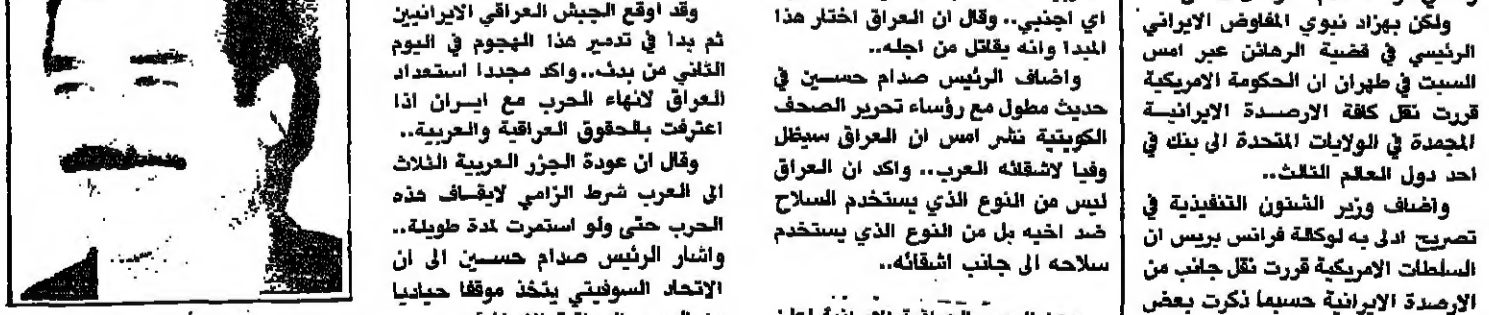 ولكن بهزاد نبوي المفاوض الايراني
الرئيسي في قضية الرهائن عبر امس
السبت في طهران ان الحكومة الامريكية
قررت نقل كافة الارصدة الايرانية
المجمدة في الولايات المتحدة الى بنك في
احد دول العالم الثالث..
واضاف وزير الشئون التنفيذية في
تصريح ادلى به لوكالة فرانس بريس ان
السلطات الامريكية قررت نقل جانب من
الارصدة الايرانية حسبما ذكرت بعض
اي اجنبي.. وقال ان العراق اختار هذا
المبدا وانه يقاتل من اجله..
واضاف الرئيس صدام حسين في
حديث مطول مع رؤساء تحرير الصحف
الكويتية نشر امس ان العراق سيظل
وفيا لاشقائه العرب.. واكد ان العراق
ليس من النوع الذي يستخدم السلاح
ضد اخيه بل من النوع الذي يستخدم
سلاحه الى جانب اشقائه..
وقد اوقع الجيش العراقي الايرانيين
ثم بدا في تدمير هذا الهجوم في اليوم
الثاني من بدئه.. واكد مجددا استعداد
العراق لانهاء الحرب مع ايران اذا
اعترفت بالحقوق العراقية والعربية..
وقال ان عودة الجزر العربية الثلاث
الى العرب شرط الزامي لايقاف هذه
الحرب حتى ولو استمرت لمدة طويلة..
واشار الرئيس صدام حسين الى ان
الاتحاد السوفيتي يتخذ موقفا حياديا